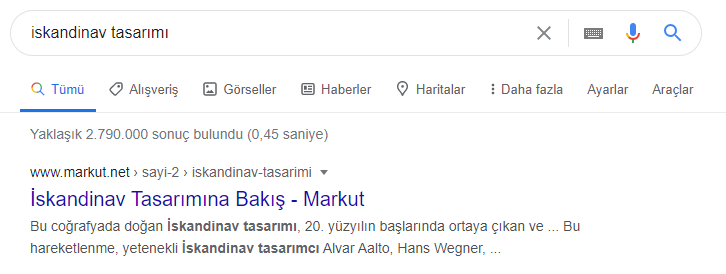 iskandinav tasarımı
Tümü Alışveriş Görseller Haberler Haritalar Daha fazla Ayarlar Araçlar
Yaklaşık 2.790.000 sonuç bulundu (0,45 saniye)
www.markut.net › sayi-2 › iskandinav-tasarimi
İskandinav Tasarımına Bakış - Markut
Bu coğrafyada doğan İskandinav tasarımı, 20. yüzyılın başlarında ortaya çıkan ve ... Bu
hareketlenme, yetenekli İskandinav tasarımcı Alvar Aalto, Hans Wegner, ...